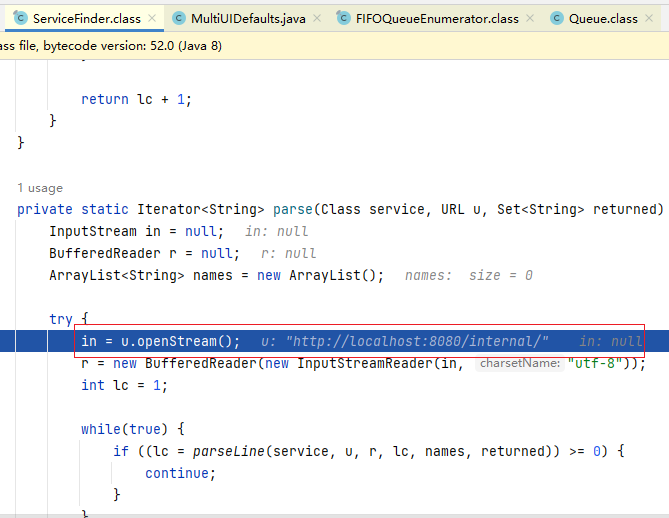 ServiceFinder.class × MultiUIDefaults.java × FIFOQueueEnumerator.class × Queue.class ×
ass file, bytecode version: 52.0 (Java 8)
return lc + 1;
}
}
1 usage
private static Iterator<String> parse(Class service, URL u, Set<String> returned)
InputStream in = null; in: null
BufferedReader r = null; r: null
ArrayList<String> names = new ArrayList(); names: size = 0
try {
in = u.openStream(); u: "http://localhost:8080/internal/" in: null
r = new BufferedReader(new InputStreamReader(in, charsetName: "utf-8"));
int lc = 1;
while(true) {
if ((lc = parseLine(service, u, r, lc, names, returned)) >= 0) {
continue;
}